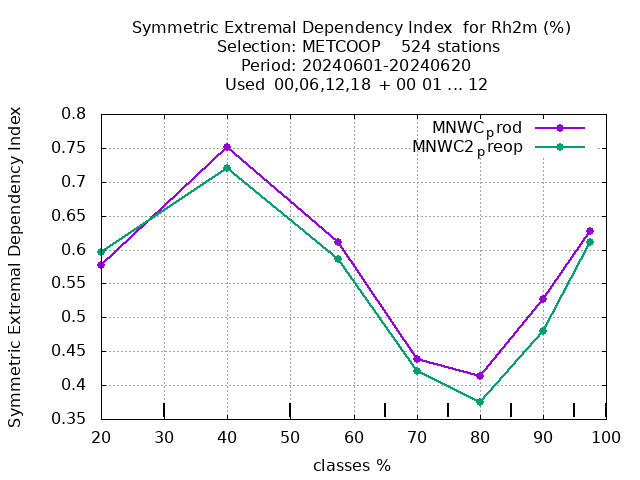 Symmetric Extremal Dependency Index  for Rh2m (%)
Selection: METCOOP    524 stations
Period: 20240601-20240620
Used  00,06,12,18 + 00 01 ... 12
MNWCprod
MNWC2preop
Symmetric Extremal Dependency Index
0.8
0.75
0.7
0.65
0.6
0.55
0.5
0.45
0.4
0.35
20 30 40 50 60 70 80 90 100
classes %